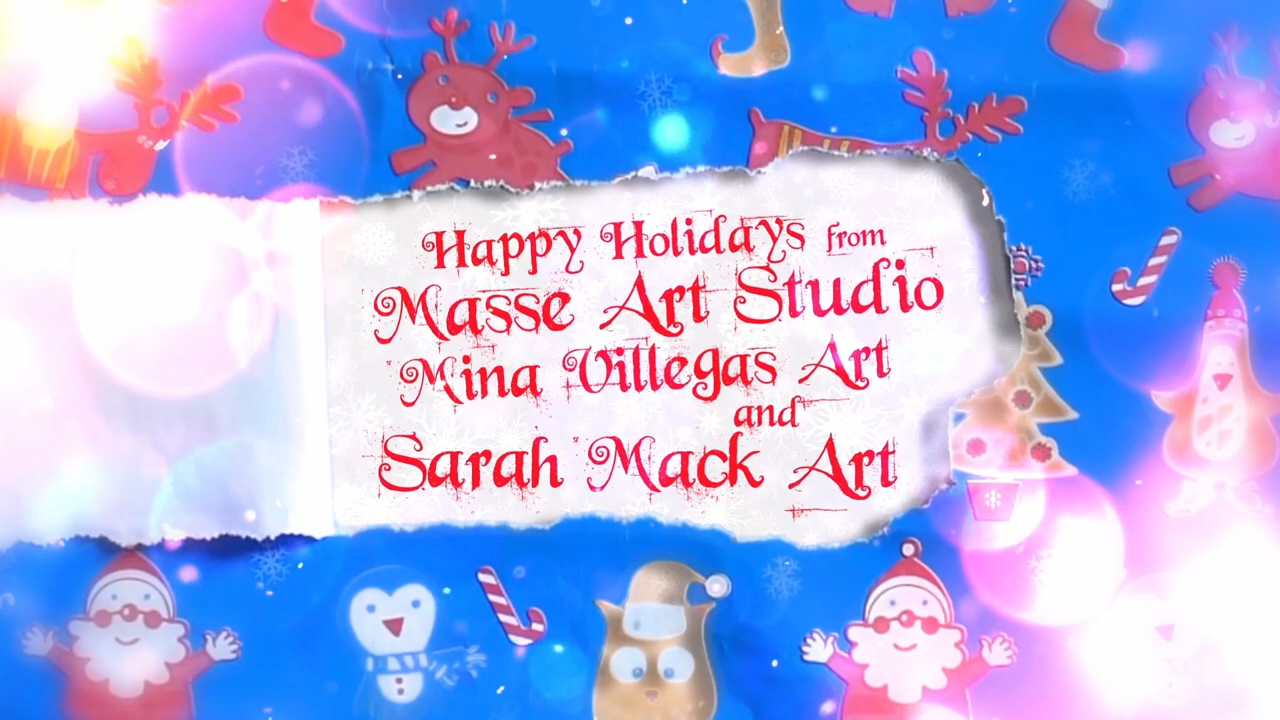 Happy Holidays from
Masse Art Studio
Mina Villegas Art
and
Sarah Mack Art